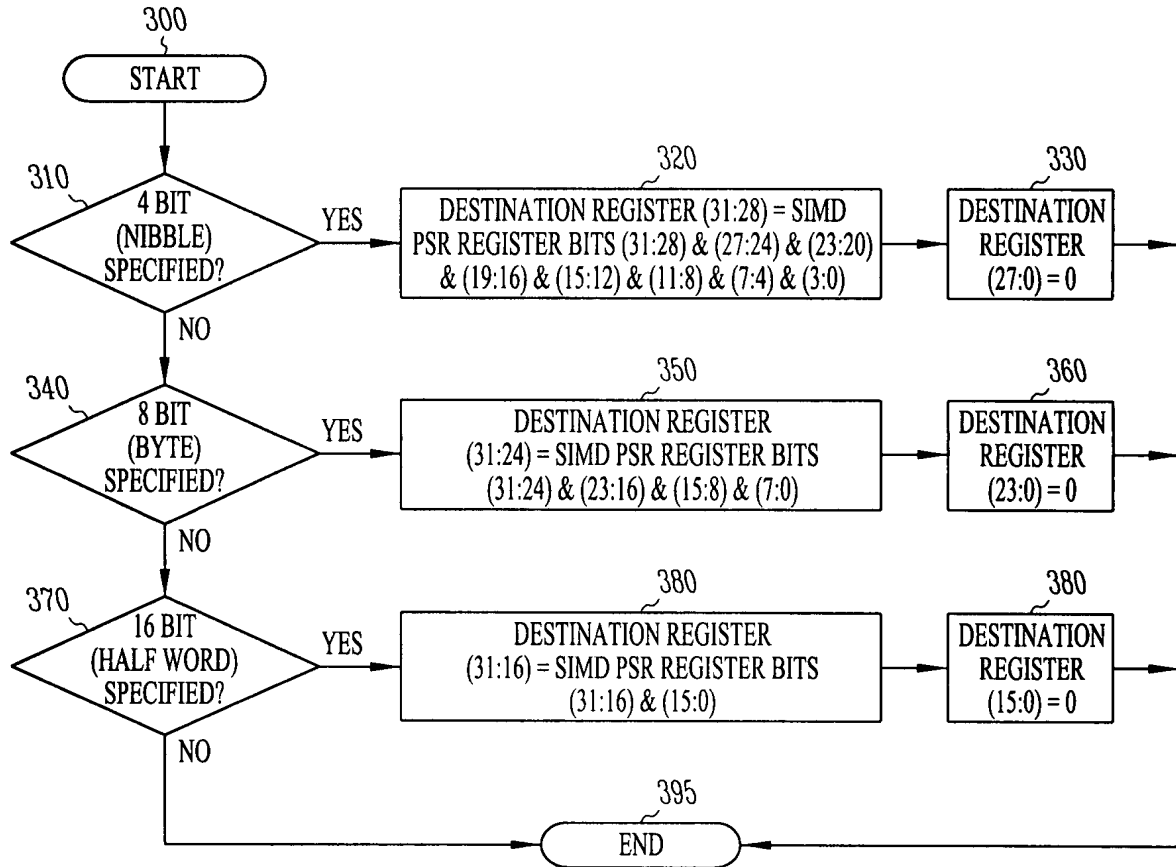 300
START
310
4 BIT
(NIBBLE)
SPECIFIED?
YES
320
DESTINATION REGISTER (31:28) = SIMD
PSR REGISTER BITS (31:28) & (27:24) & (23:20)
& (19:16) & (15:12) & (11:8) & (7:4) & (3:0)
330
DESTINATION
REGISTER
(27:0) = 0
NO
340
8 BIT
(BYTE)
SPECIFIED?
YES
350
DESTINATION REGISTER
(31:24) = SIMD PSR REGISTER BITS
(31:24) & (23:16) & (15:8) & (7:0)
360
DESTINATION
REGISTER
(23:0) = 0
NO
370
16 BIT
(HALF WORD)
SPECIFIED?
YES
380
DESTINATION REGISTER
(31:16) = SIMD PSR REGISTER BITS
(31:16) & (15:0)
380
DESTINATION
REGISTER
(15:0) = 0
NO
395
END